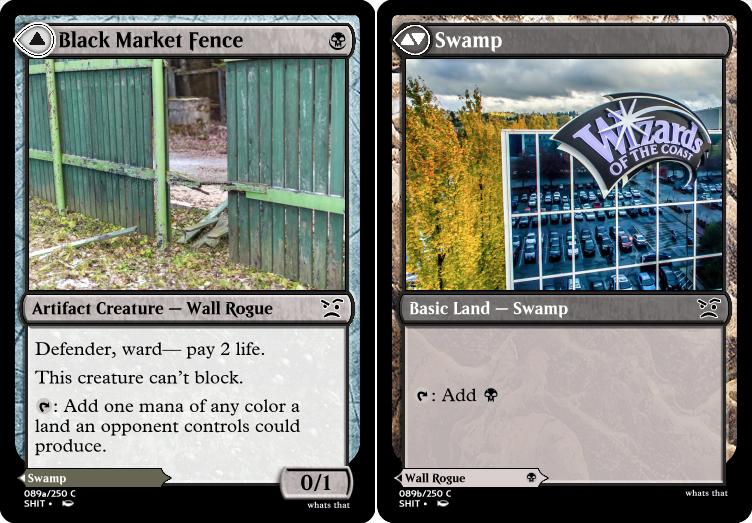 Black Market Fence
Artifact Creature — Wall Rogue
Defender, ward— pay 2 life.
This creature can't block.
: Add one mana of any color a
land an opponent controls could
produce.
Swamp
0/1
089a/250 C
SHIT •
whats that
Swamp
Wizards
OF THE COAST
Basic Land — Swamp
: Add
Wall Rogue
089b/250 C
SHIT •
whats that